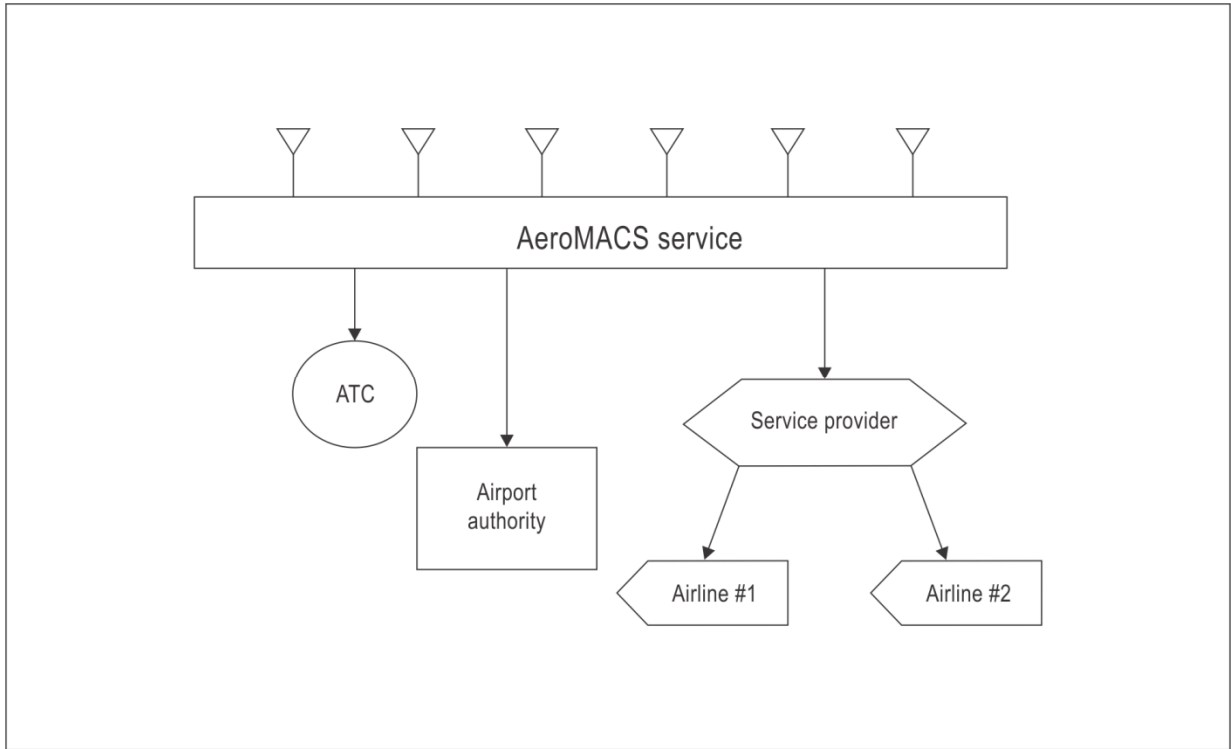 AeroMACS service
ATC
Service provider
Airport
authority
Airline #1
Airline #2